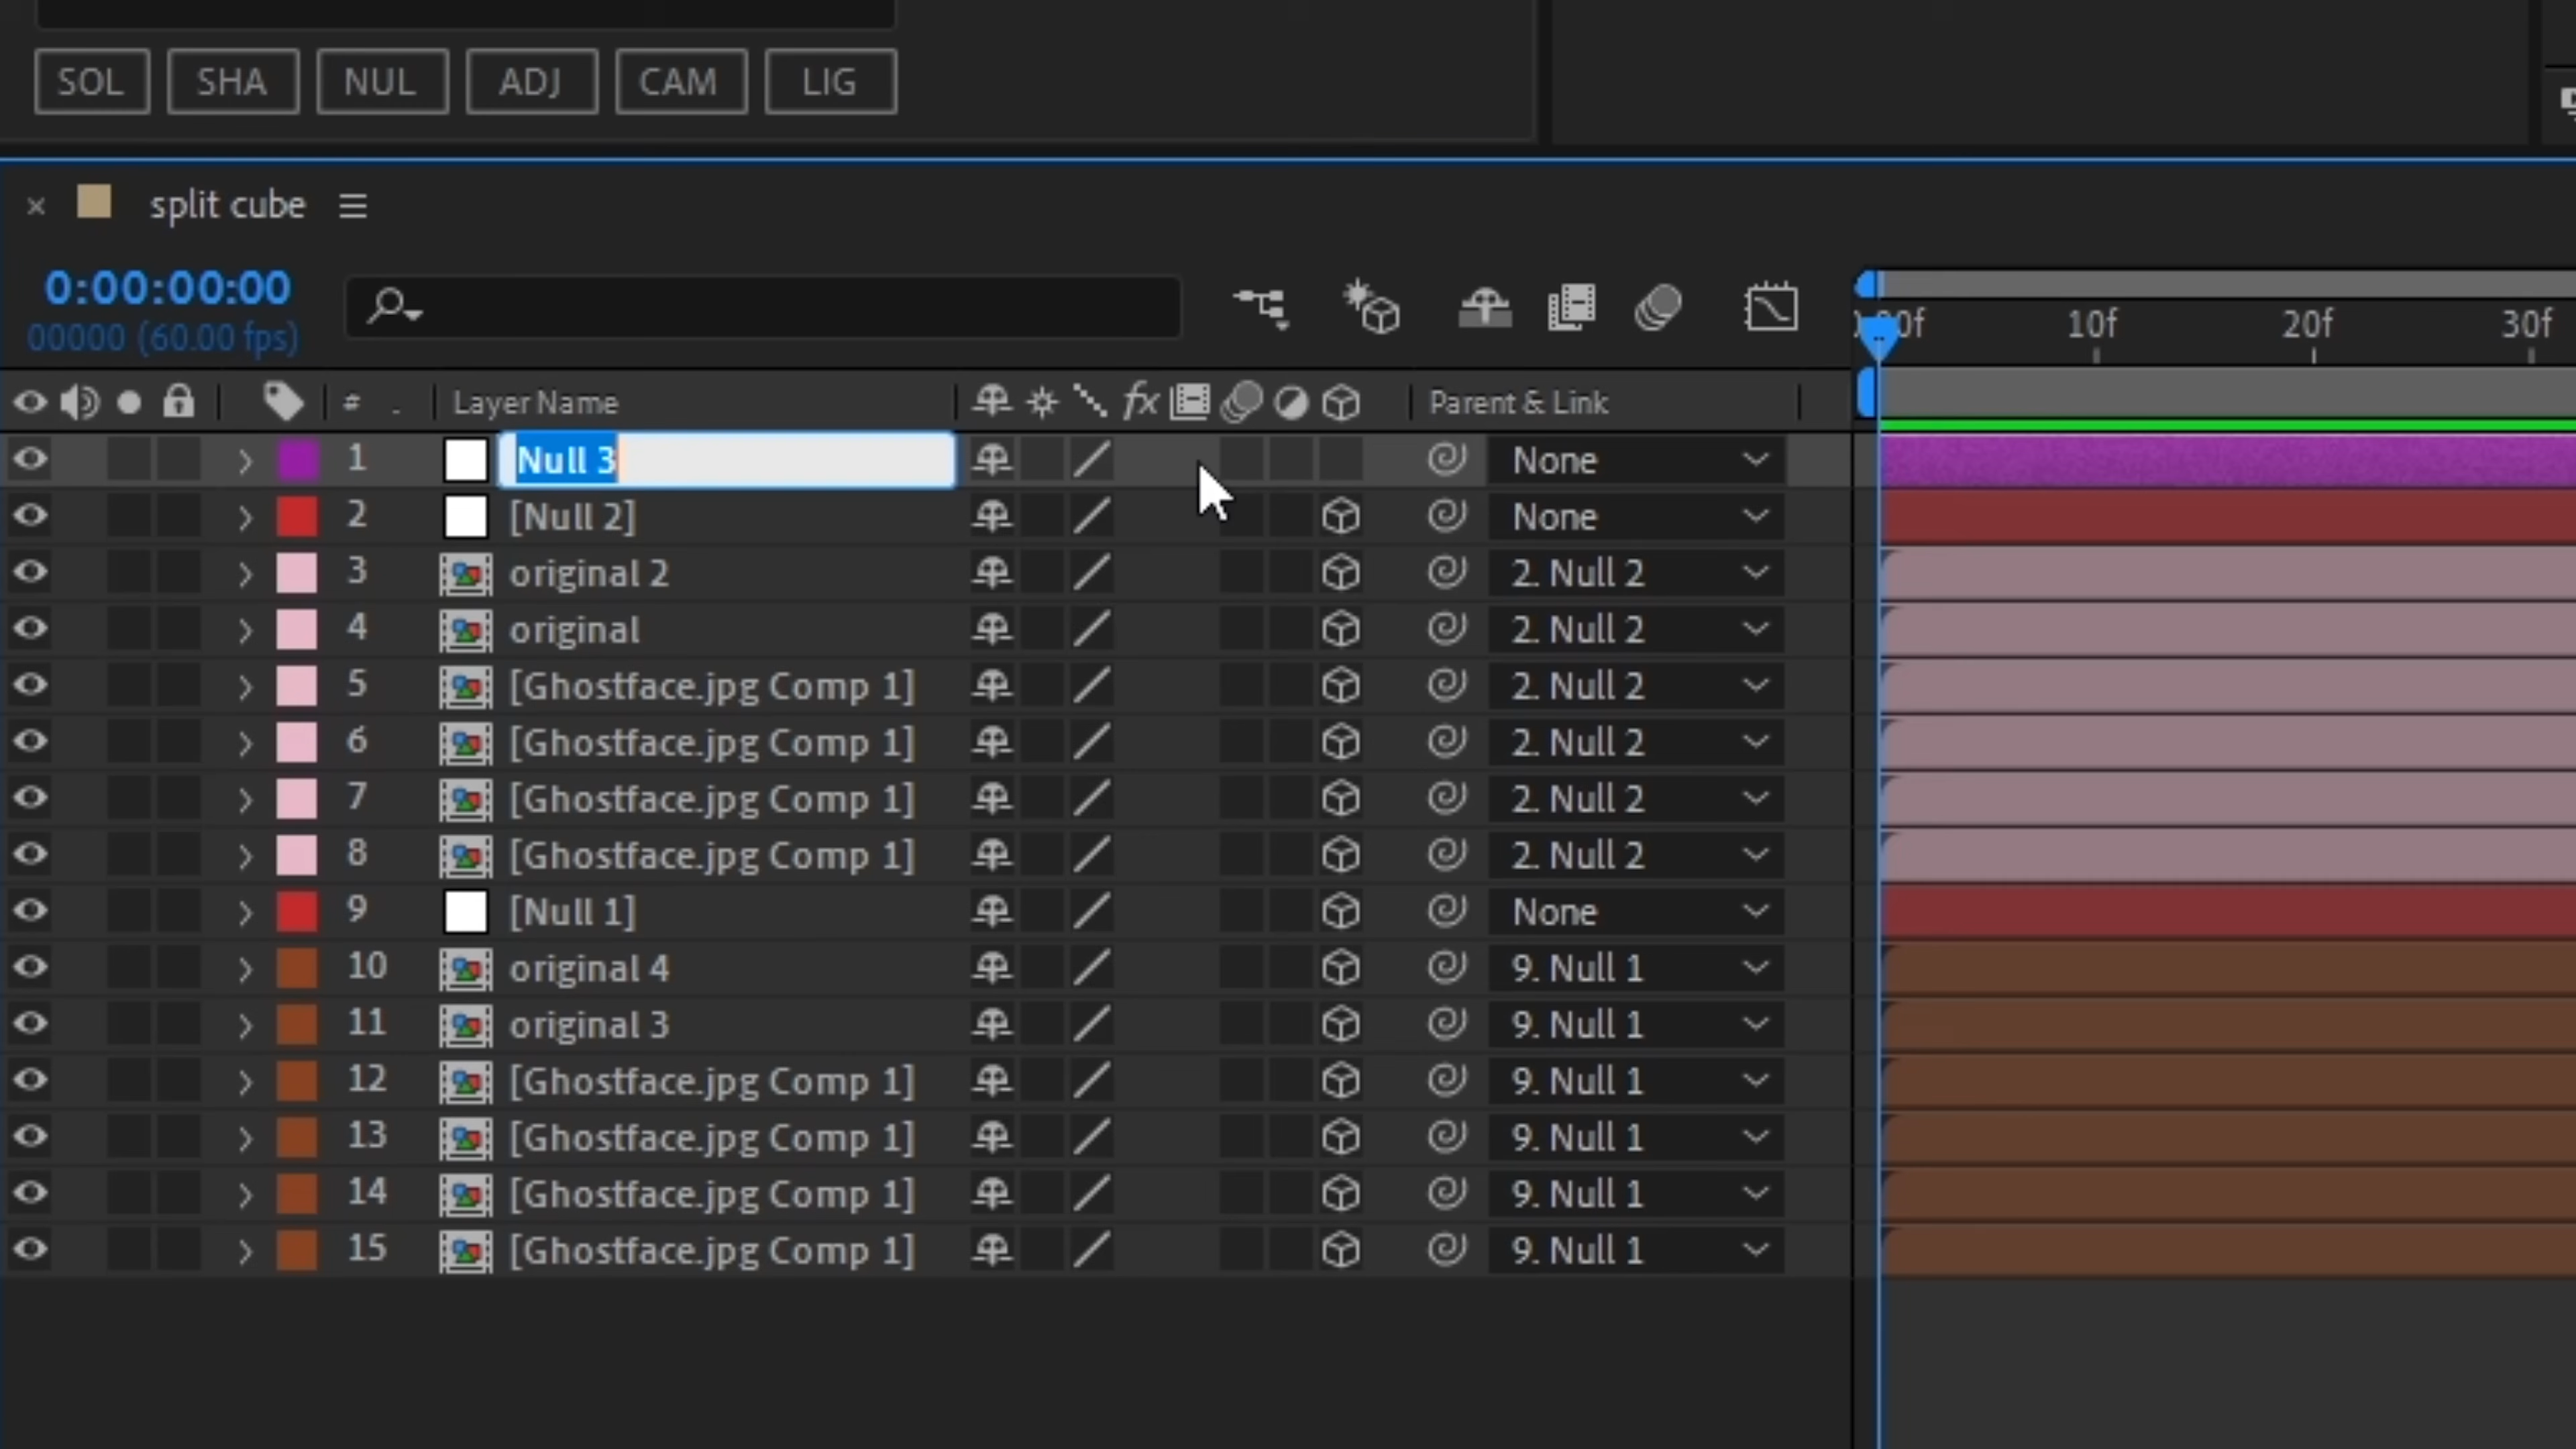 SOL SHA NUL ADJ CAM LIG
split cube
0:00:00:00
00000 (60.00 fps)
10f 20f 30f
# . Layer Name fx Parent & Link
1 Null 3 None
2 [Null 2] None
3 original 2 2. Null 2
4 original 2. Null 2
5 [Ghostface.jpg Comp 1] 2. Null 2
6 [Ghostface.jpg Comp 1] 2. Null 2
7 [Ghostface.jpg Comp 1] 2. Null 2
8 [Ghostface.jpg Comp 1] 2. Null 2
9 [Null 1] None
10 original 4 9. Null 1
11 original 3 9. Null 1
12 [Ghostface.jpg Comp 1] 9. Null 1
13 [Ghostface.jpg Comp 1] 9. Null 1
14 [Ghostface.jpg Comp 1] 9. Null 1
15 [Ghostface.jpg Comp 1] 9. Null 1